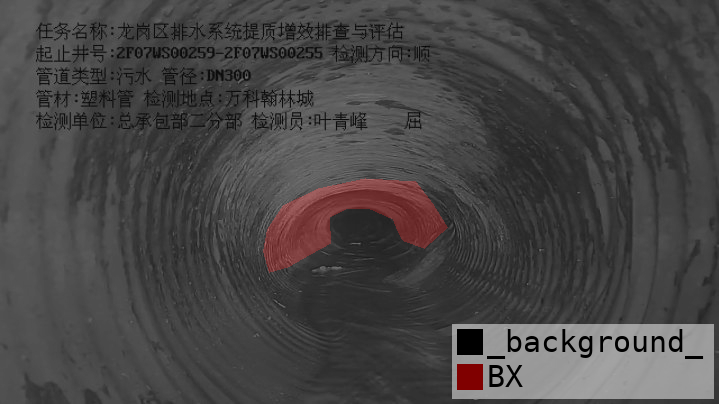 任务名称:龙岗区排水系统提质增效排查与评估
起止井号:2F07WS00259-2F07WS00255 检测方向:顺
管道类型:污水 管径:DN300
管材:塑料管 检测地点:万科翰林城
检测单位:总承包部二分部 检测员:叶青峰 屈
_background_
BX